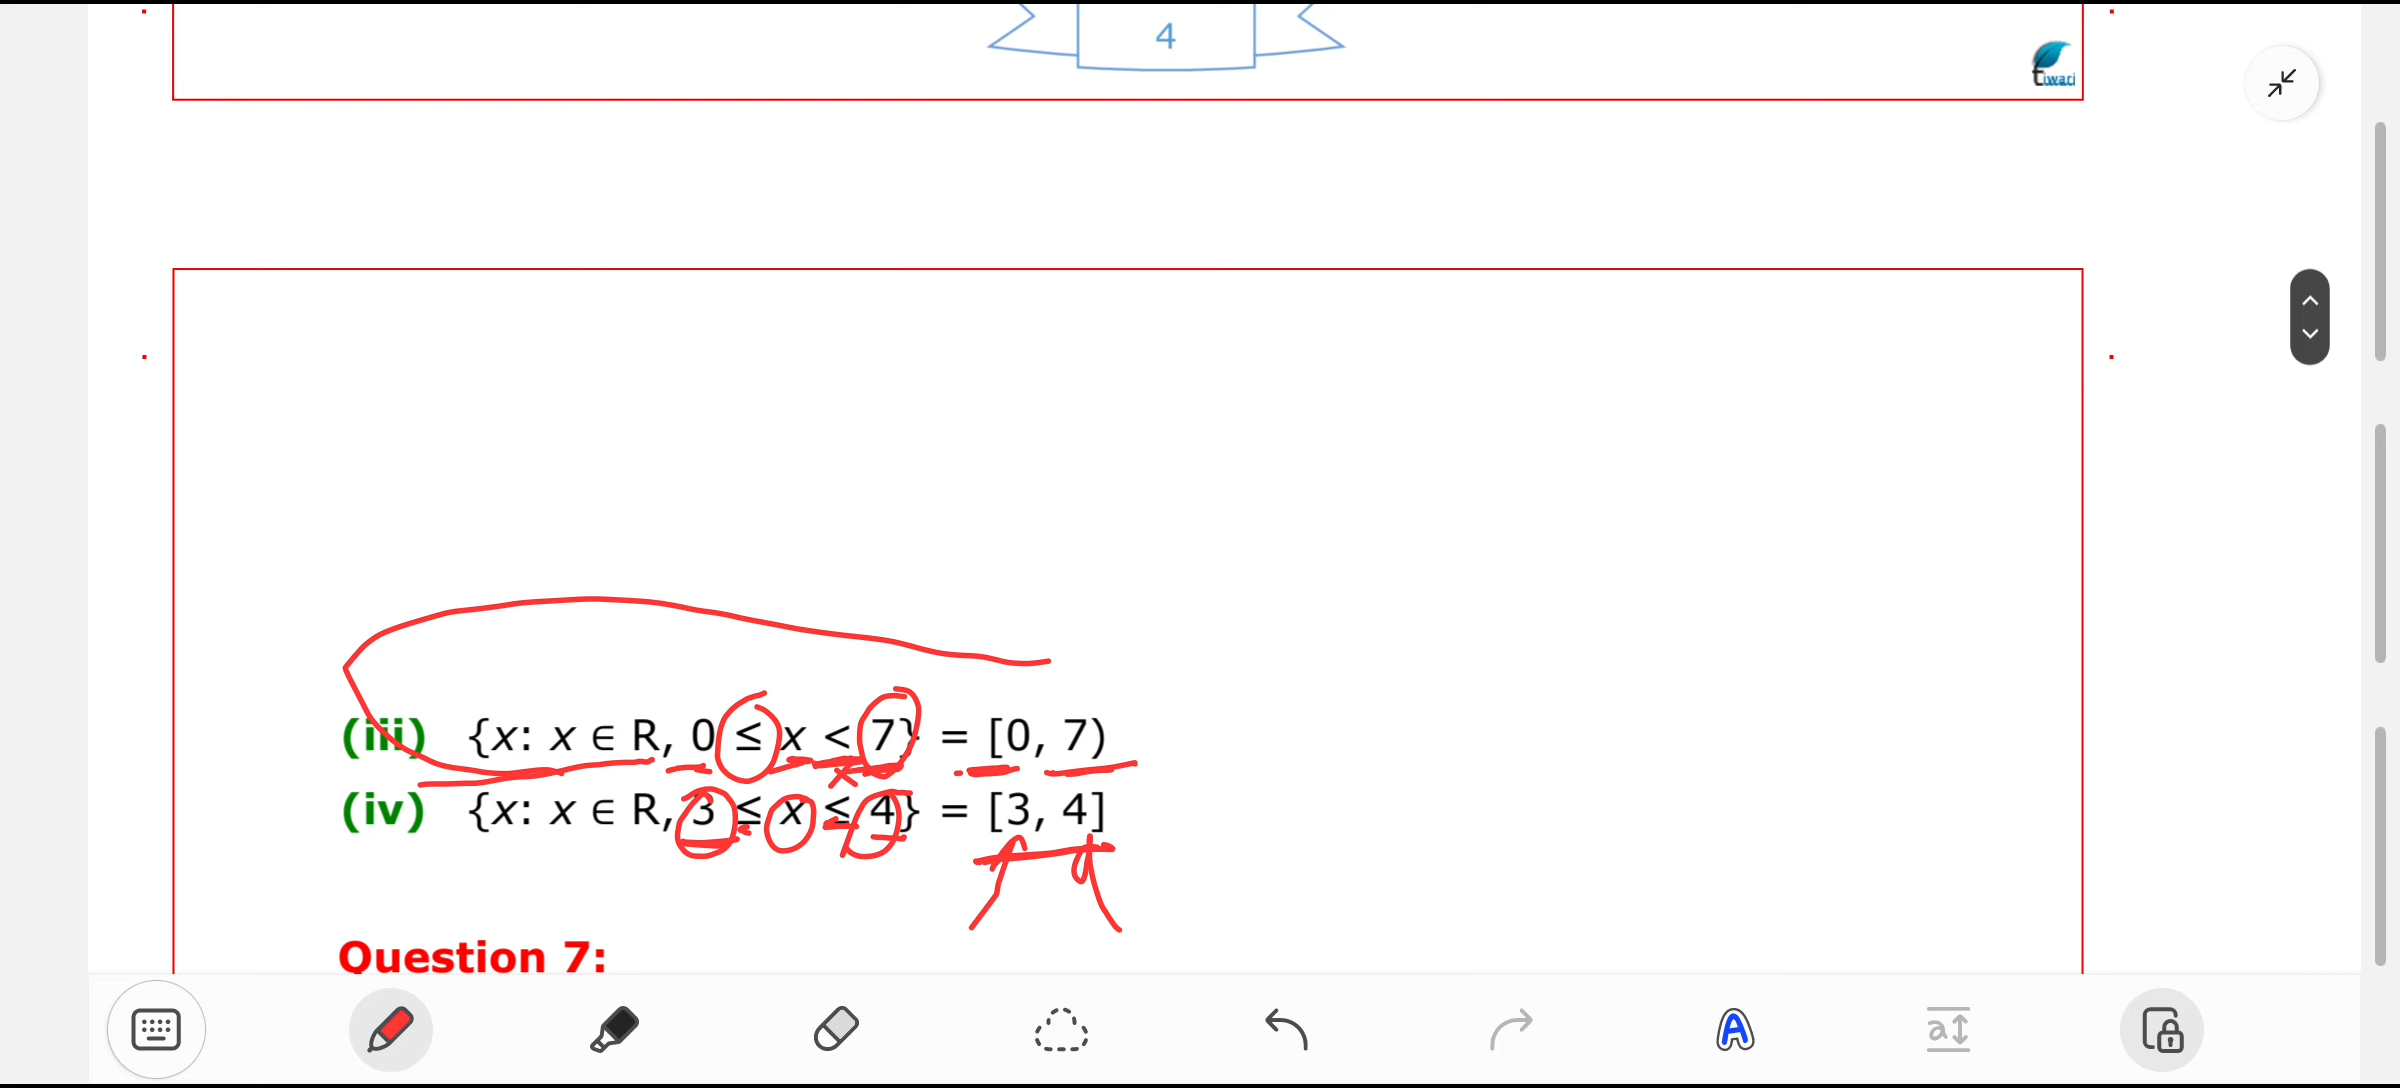 4
tiwari
(iii) {x: x ∈ R, 0 ≤ x < 7} = [0, 7)
(iv) {x: x ∈ R, 3 ≤ x ≤ 4} = [3, 4]
Question 7:
A
a